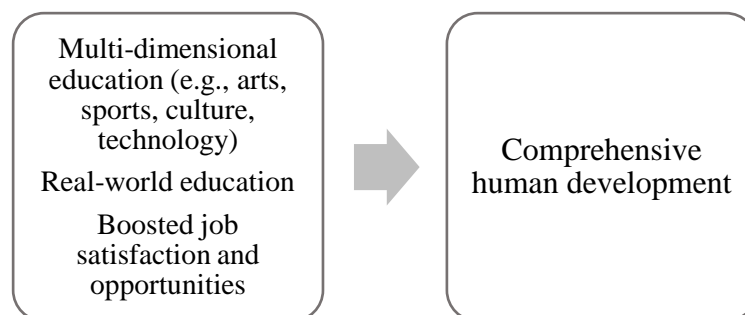 Multi-dimensional
education (e.g., arts,
sports, culture,
technology)
Real-world education
Boosted job
satisfaction and
opportunities
Comprehensive
human development